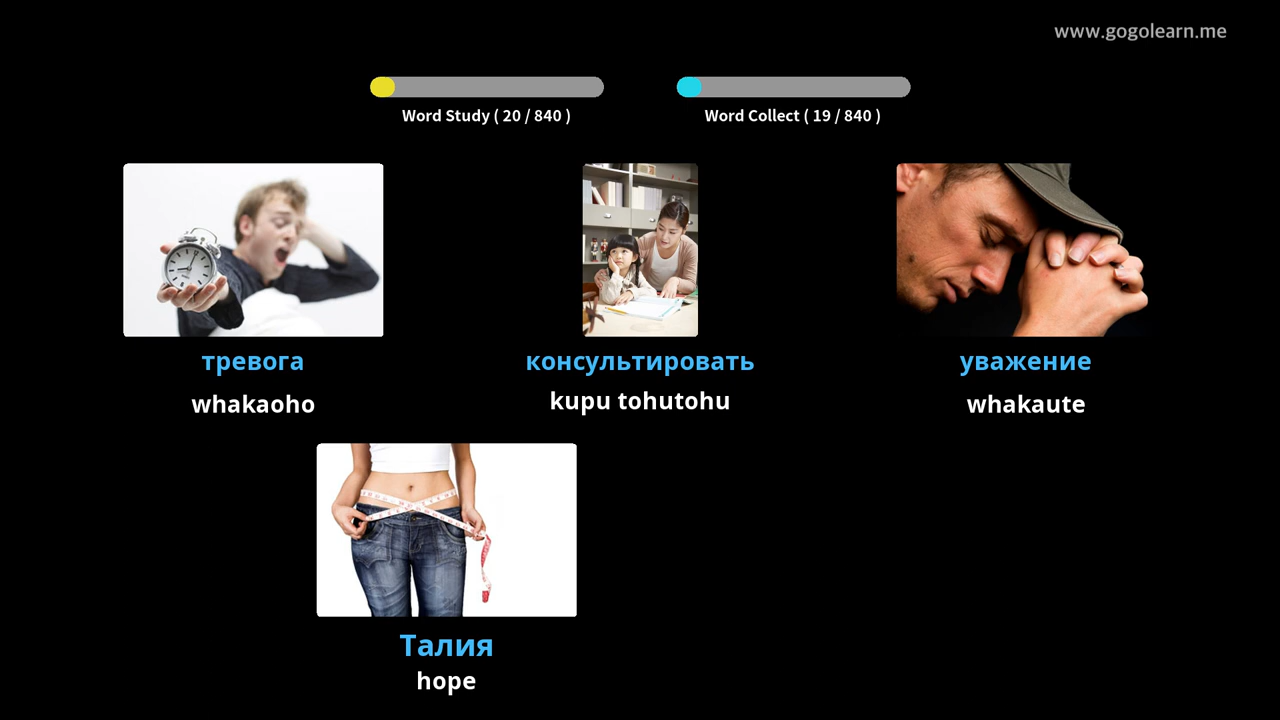 www.gogolearn.me
Word Study ( 20 / 840 )
Word Collect ( 19 / 840 )
тревога
whakaoho
консультировать
kupu tohutohu
уважение
whakaute
Талия
hope